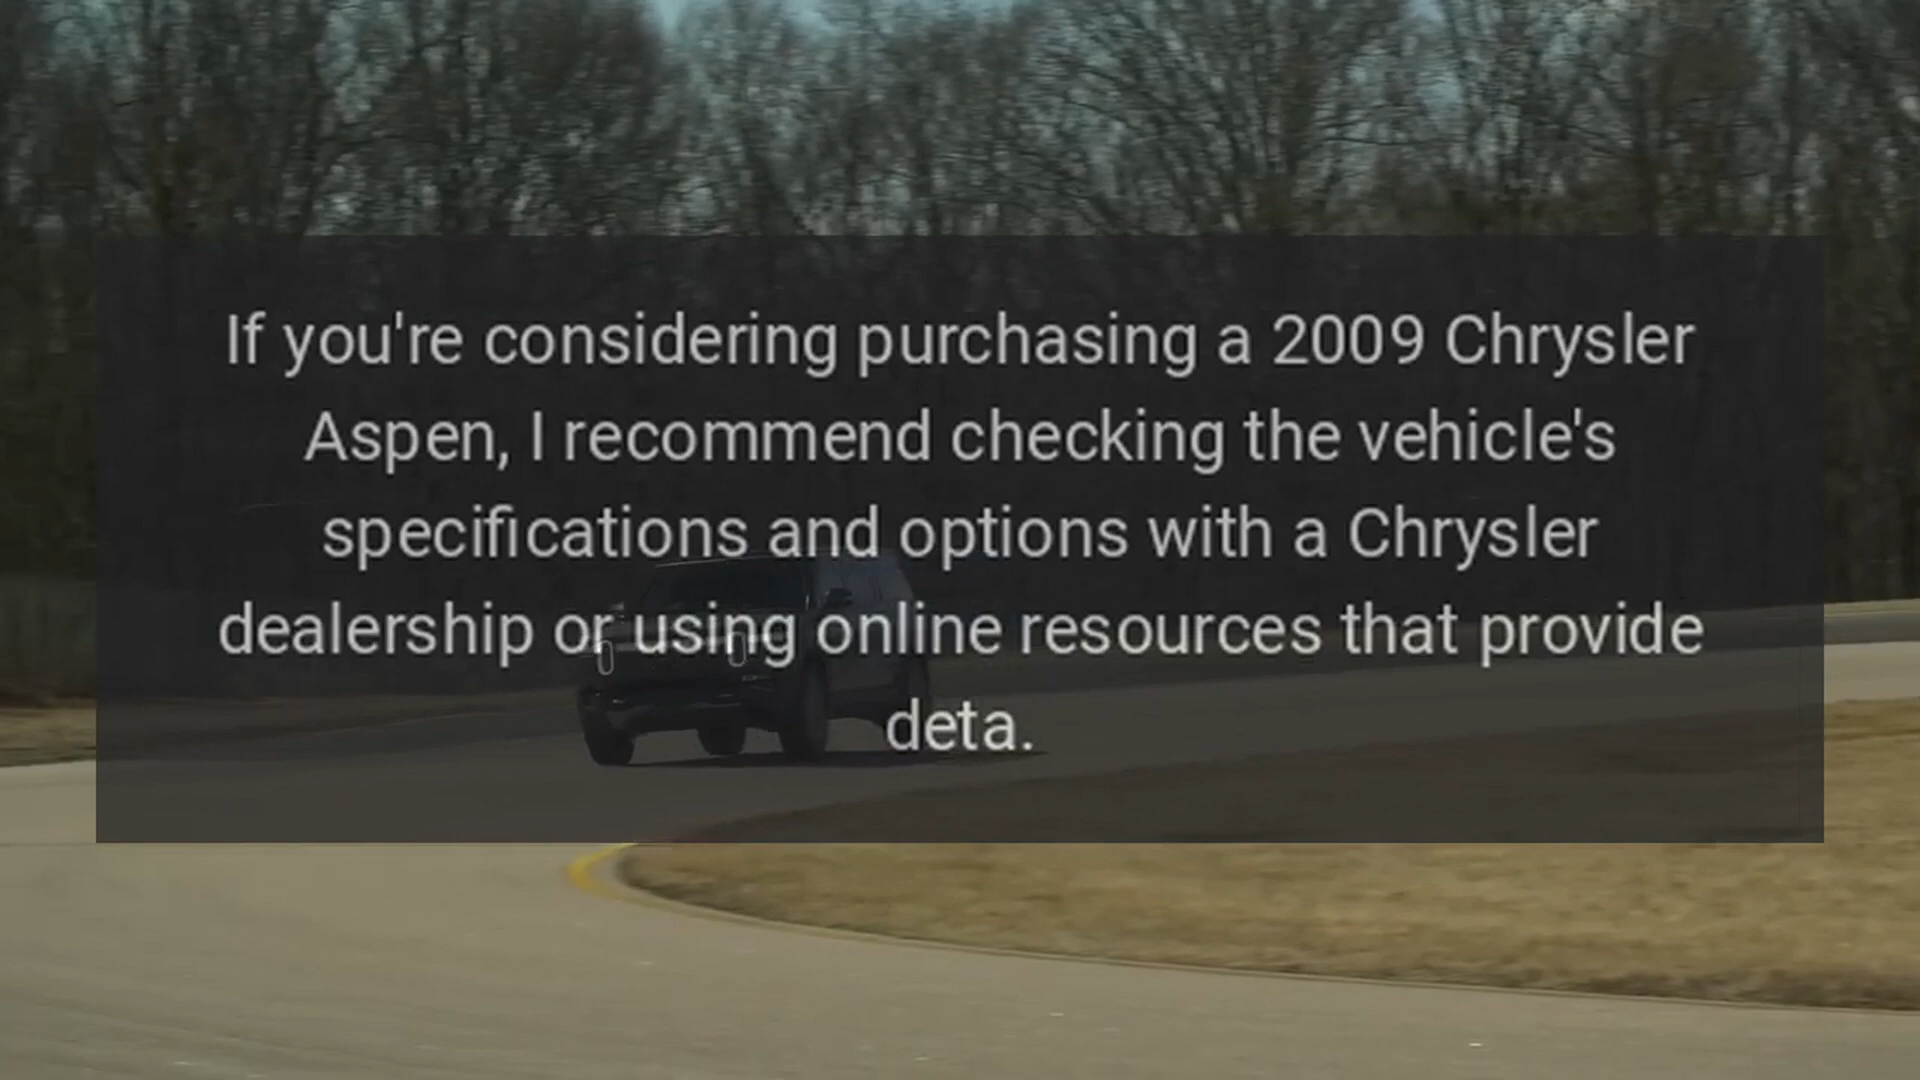 If you're considering purchasing a 2009 Chrysler
Aspen, I recommend checking the vehicle's
specifications and options with a Chrysler
dealership or using online resources that provide
deta.